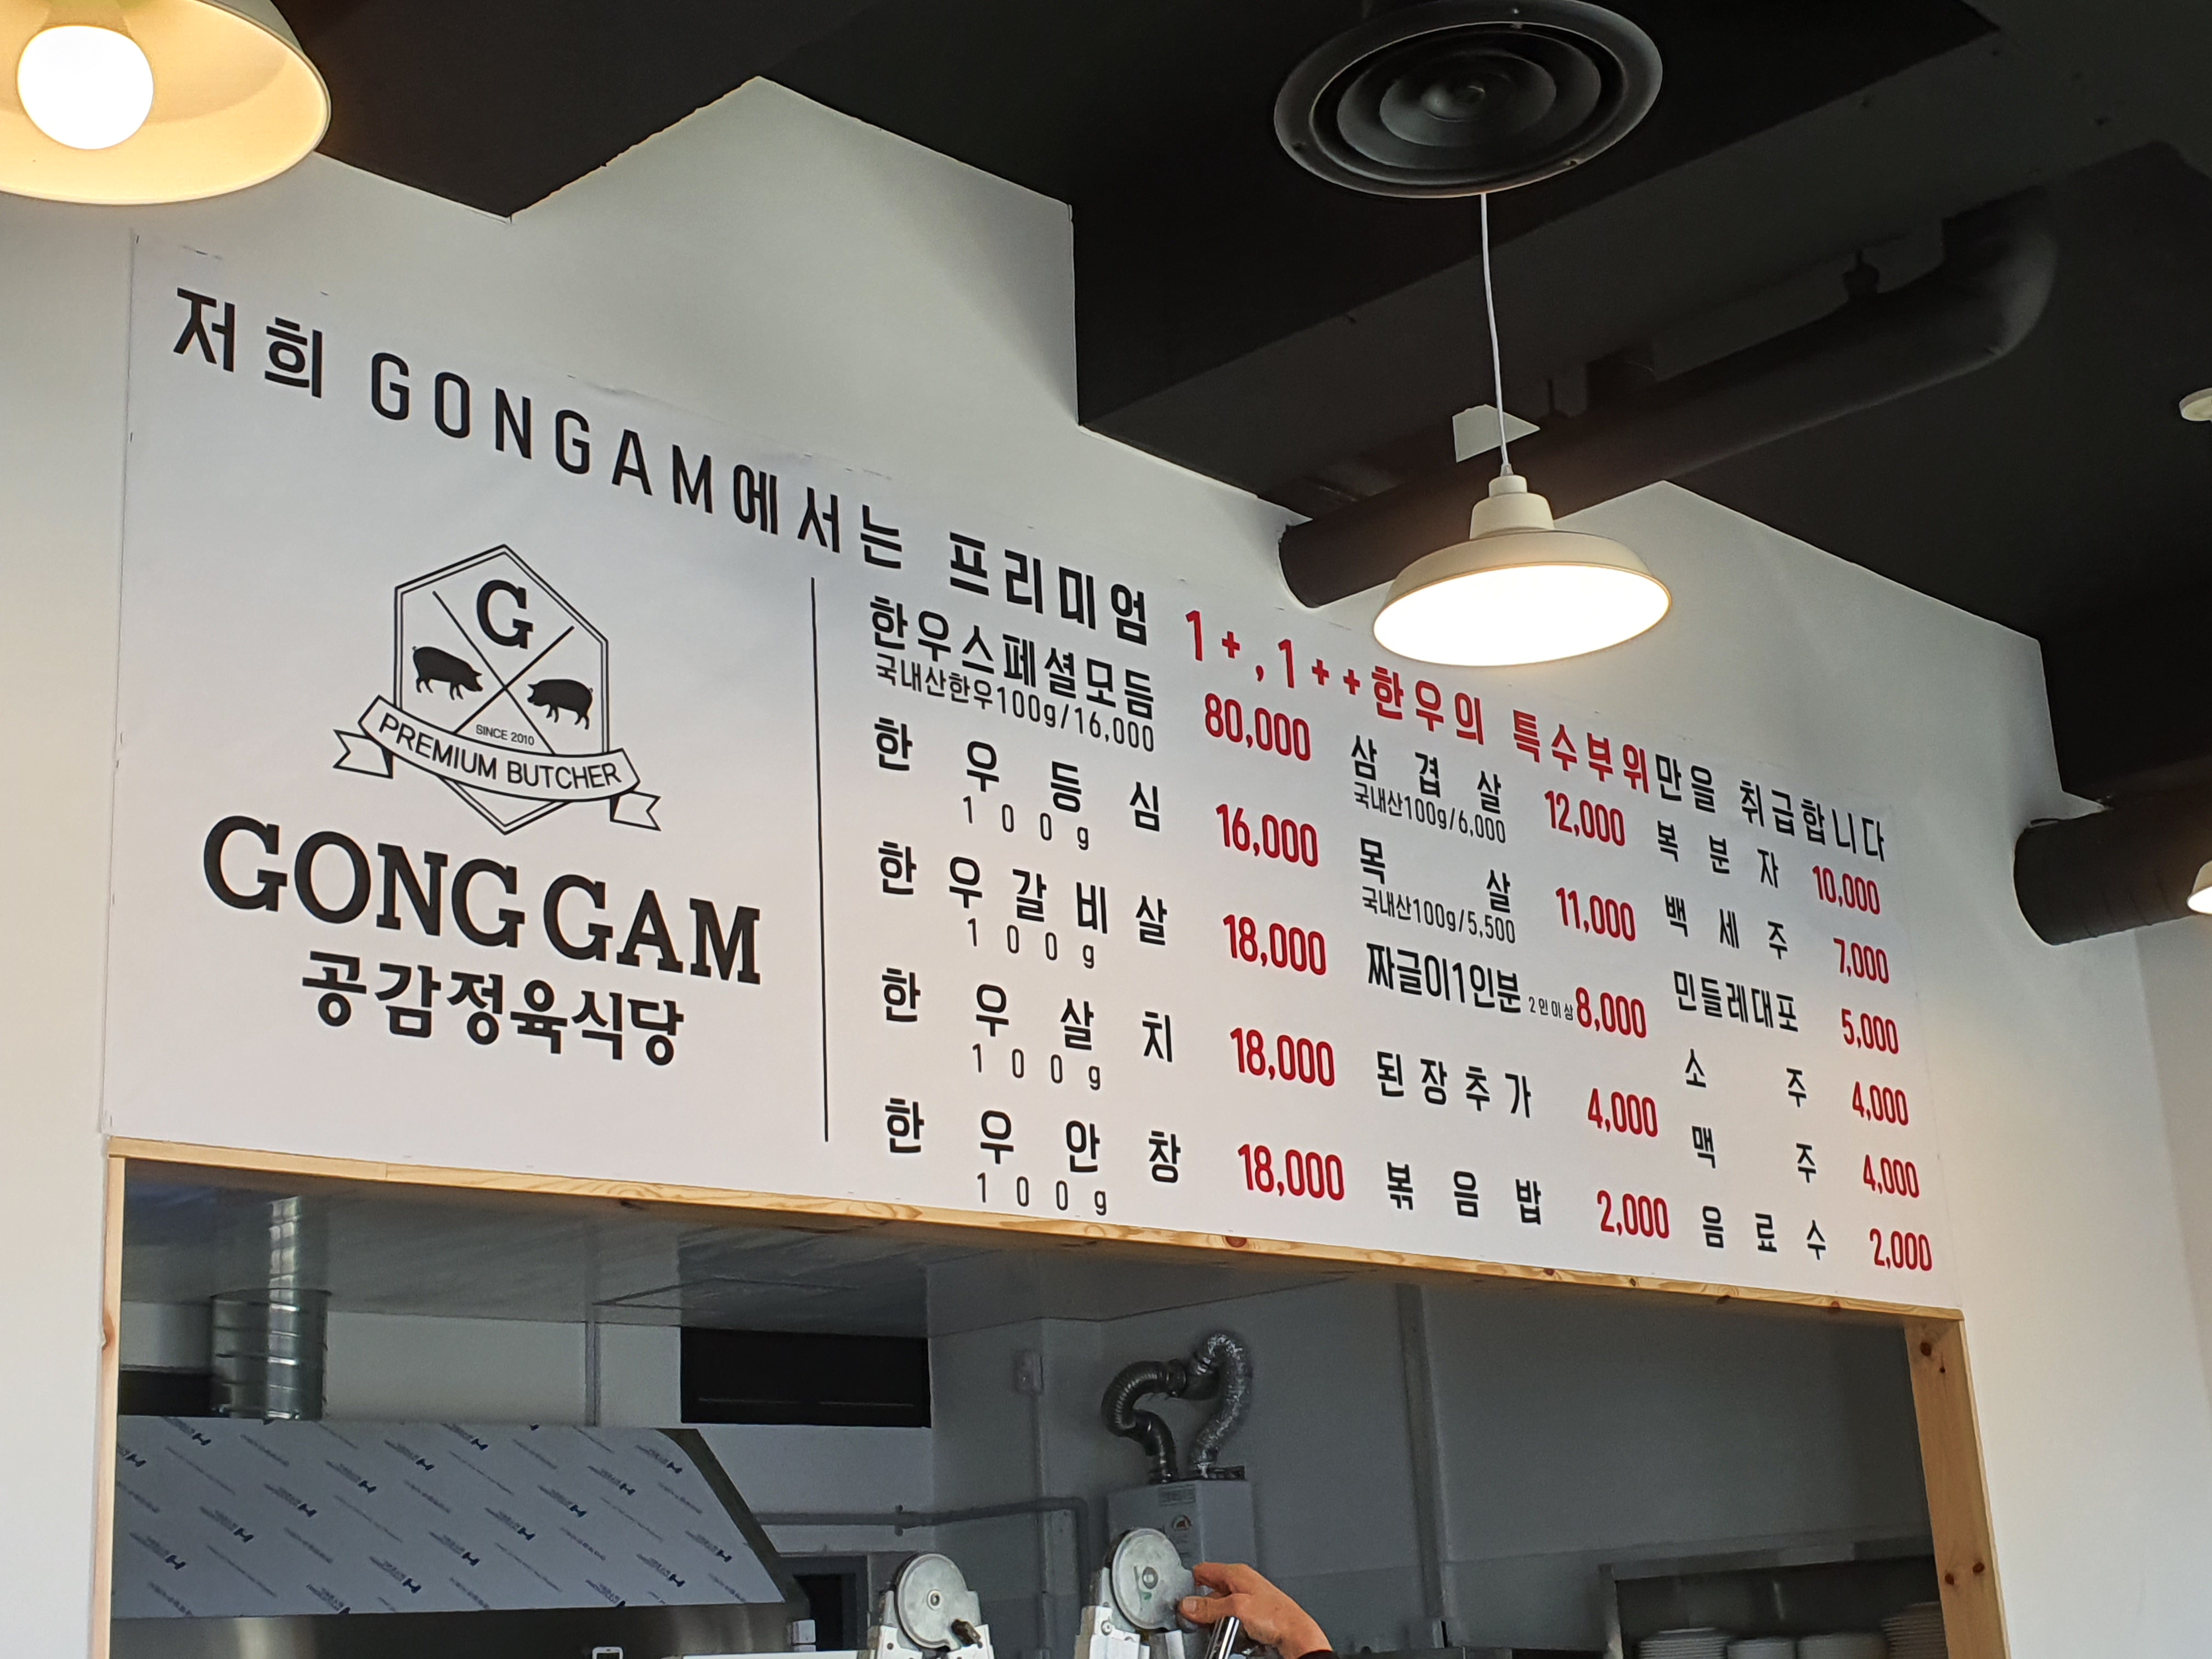 저희 GONGAM에서는 프리미엄 1+,1++한우의 특수부위만을 취급합니다
G
SINCE 2010
PREMIUM BUTCHER
GONG GAM
공감정육식당
한우스페셜모듬 80,000
국내산한우100g/16,000
한우등심 16,000
100g
한우갈비살 18,000
100g
한우살치 18,000
100g
한우안창 18,000
100g
삼겹살 12,000
국내산100g/6,000
목살 11,000
국내산100g/5,500
짜글이1인분 2인이상 8,000
된장추가 4,000
볶음밥 2,000
복분자 10,000
백세주 7,000
민들레대포 5,000
소주 4,000
맥주 4,000
음료수 2,000